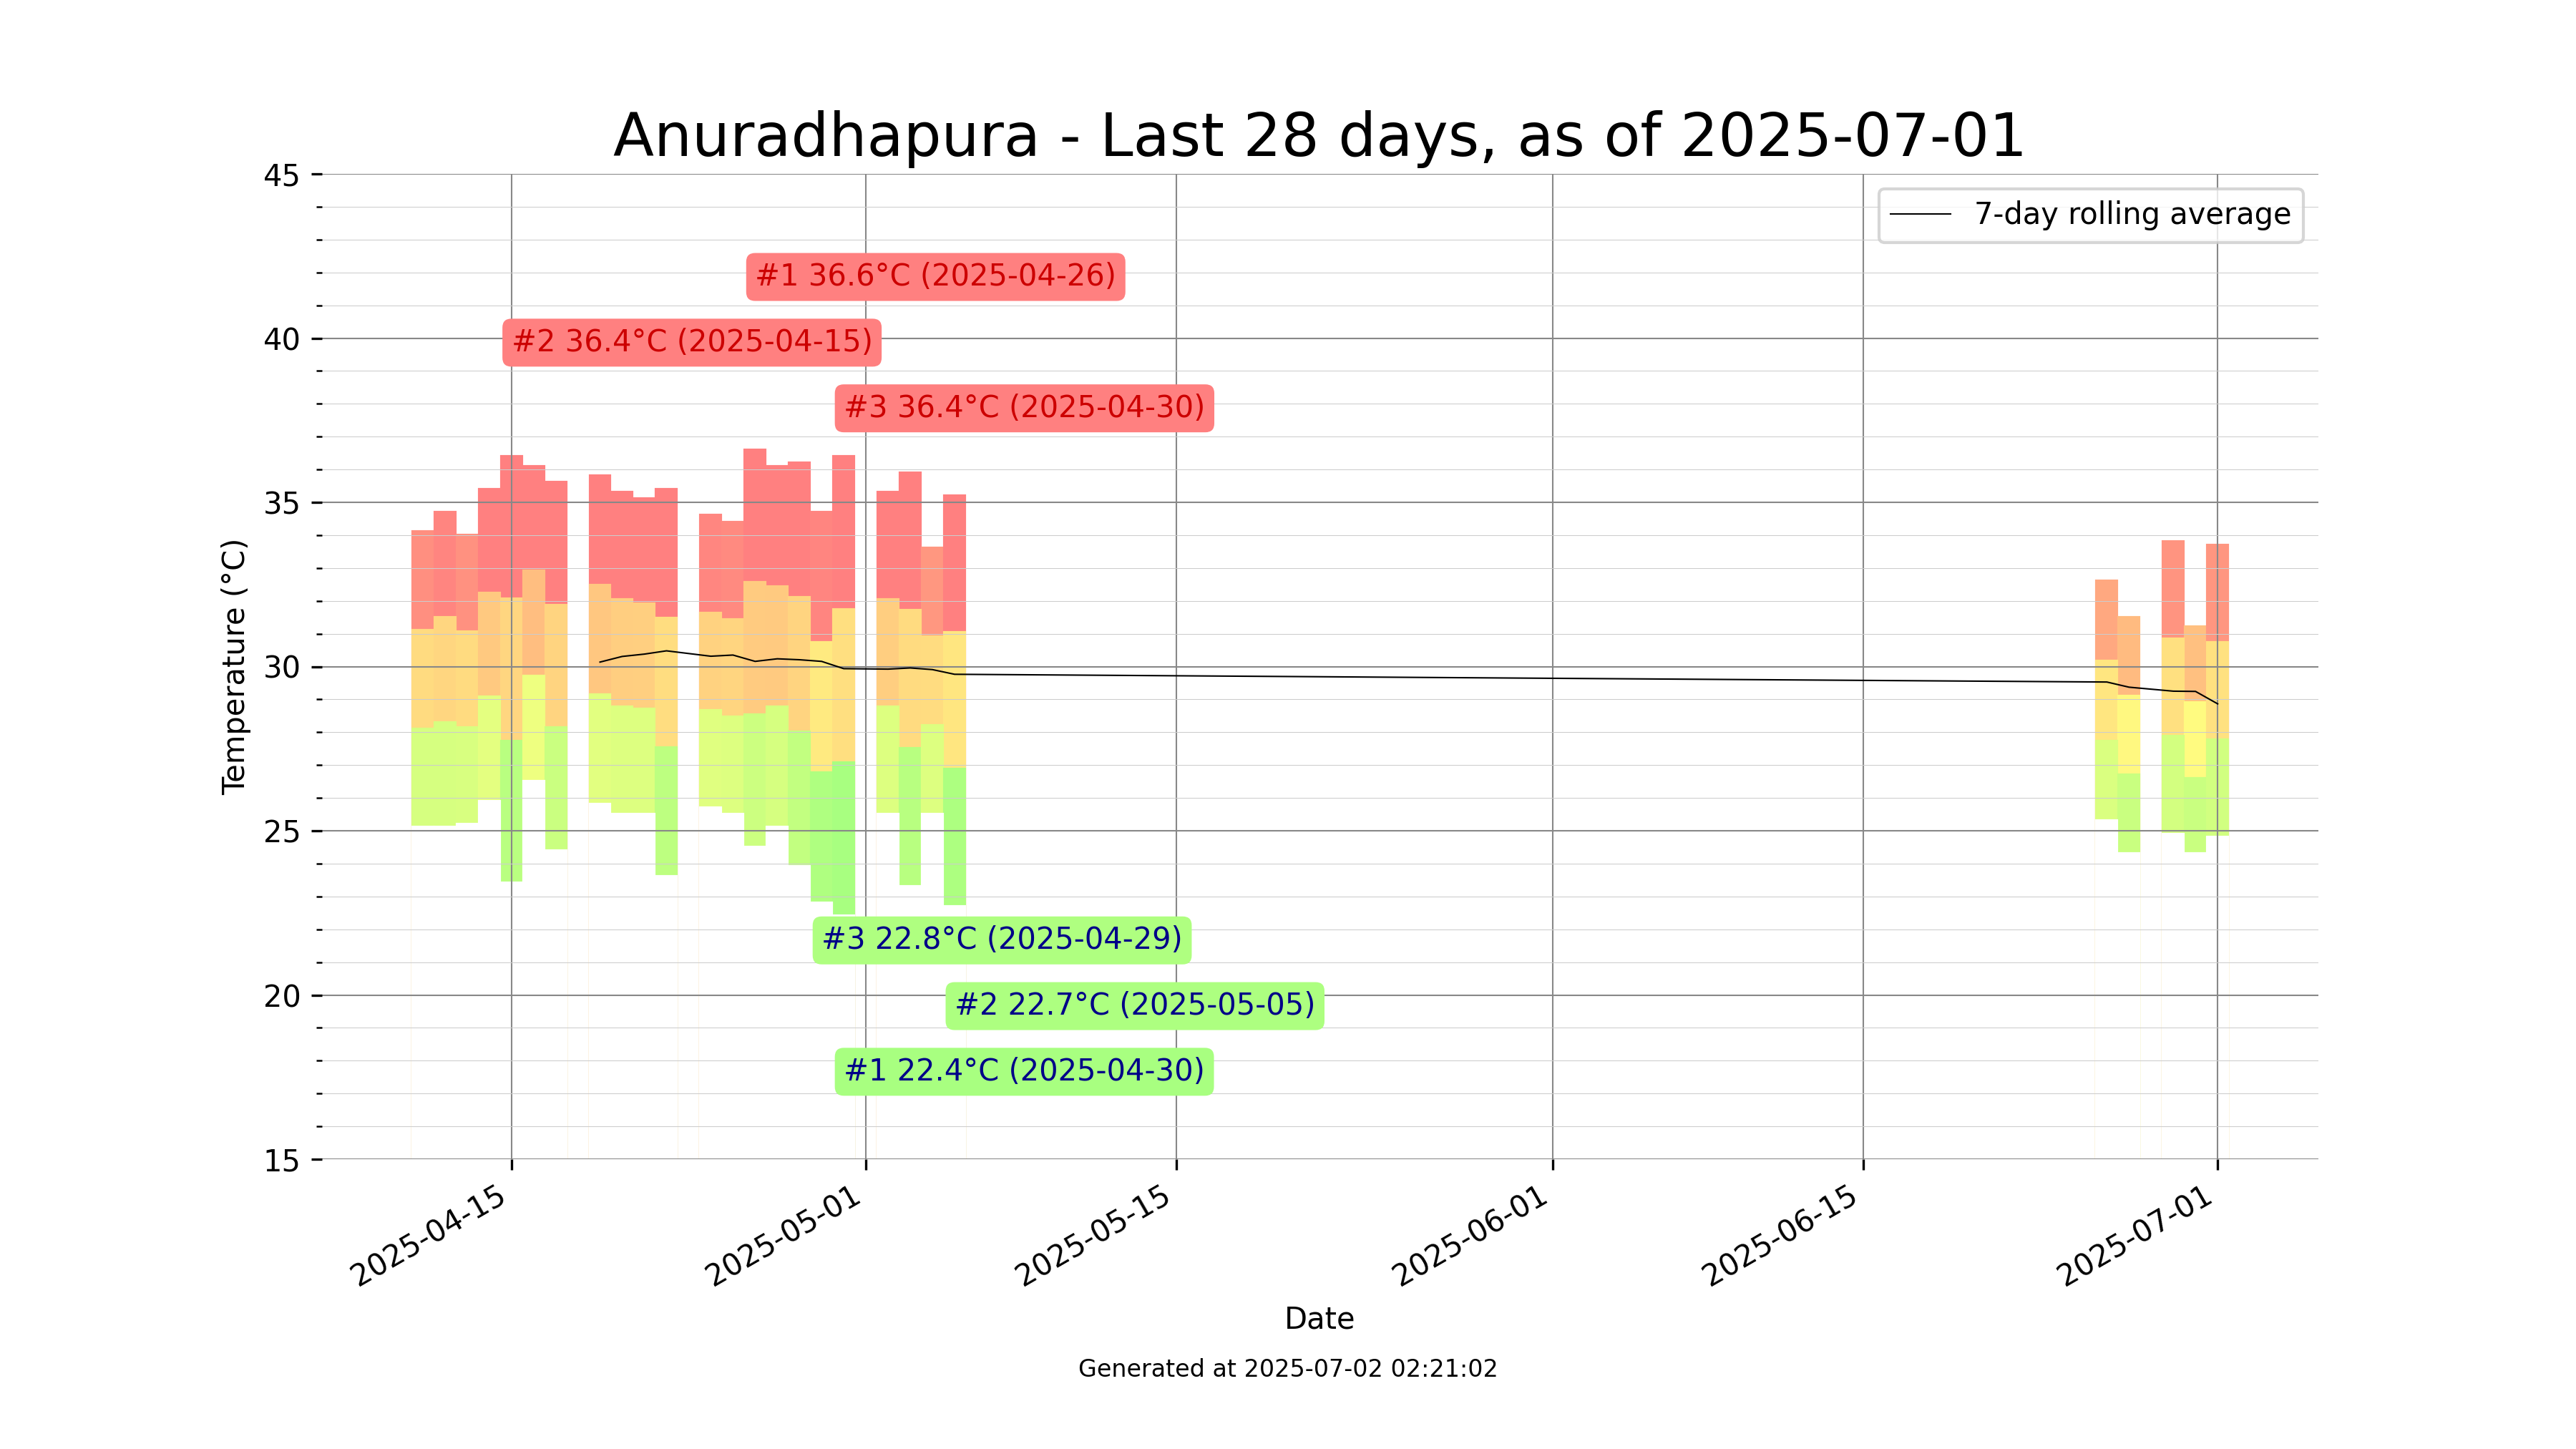 Anuradhapura - Last 28 days, as of 2025-07-01
45
7-day rolling average
#1 36.6°C (2025-04-26)
40
#2 36.4°C (2025-04-15)
#3 36.4°C (2025-04-30)
35
30
Temperature (°C)
25
#3 22.8°C (2025-04-29)
20
#2 22.7°C (2025-05-05)
#1 22.4°C (2025-04-30)
15
2025-04-15
2025-05-01
2025-05-15
2025-06-01
2025-06-15
2025-07-01
Date
Generated at 2025-07-02 02:21:02